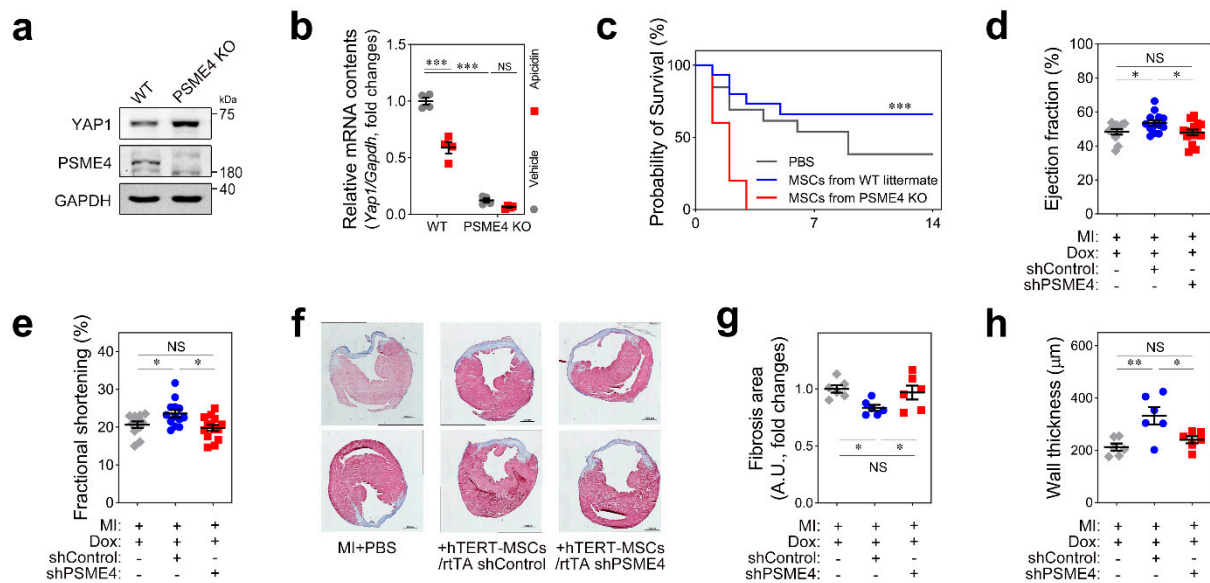 a
WT
PSME4 KO
kDa
YAP1
75
PSME4
180
40
GAPDH
b
Relative mRNA contents
(Yap1/Gapdh, fold changes)
1.5
1.0
0.5
0.0
*** *** NS
WT PSME4 KO
Vehicle Apicidin
c
Probability of Survival (%)
100
50
0
***
PBS
MSCs from WT littermate
MSCs from PSME4 KO
0 7 14
d
Ejection fraction (%)
100
80
60
40
20
0
NS
* *
MI: + + +
Dox: + + +
shControl: - + -
shPSME4: - - +
e
Fractional shortening (%)
40
30
20
10
0
NS
* *
MI: + + +
Dox: + + +
shControl: - + -
shPSME4: - - +
f
MI+PBS
+hTERT-MSCs
/rtTA shControl
+hTERT-MSCs
/rtTA shPSME4
g
Fibrosis area
(A.U., fold changes)
1.0
0.5
0.0
* *
NS
MI: + + +
Dox: + + +
shControl: - + -
shPSME4: - - +
h
Wall thickness (μm)
600
400
200
0
NS
** *
MI: + + +
Dox: + + +
shControl: - + -
shPSME4: - - +